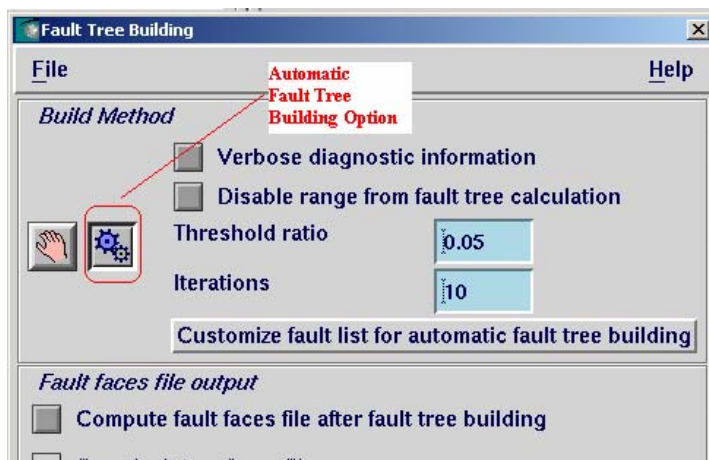 Fault Tree Building
File
Help
Automatic
Fault Tree
Building Option
Build Method
Verbose diagnostic information
Disable range from fault tree calculation
Threshold ratio
0.05
Iterations
10
Customize fault list for automatic fault tree building
Fault faces file output
Compute fault faces file after fault tree building